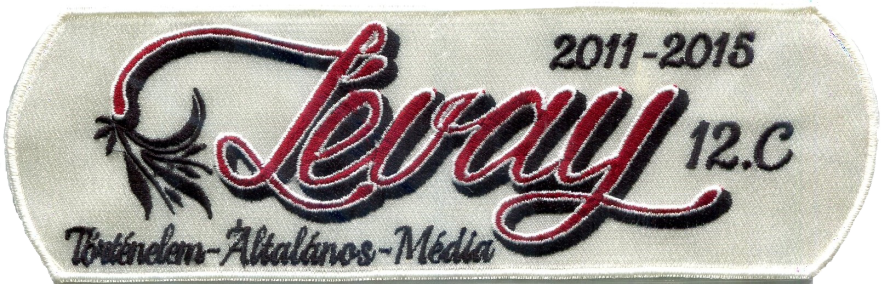 2011-2015
Lévay
12.C
Történelem-Általános-Média